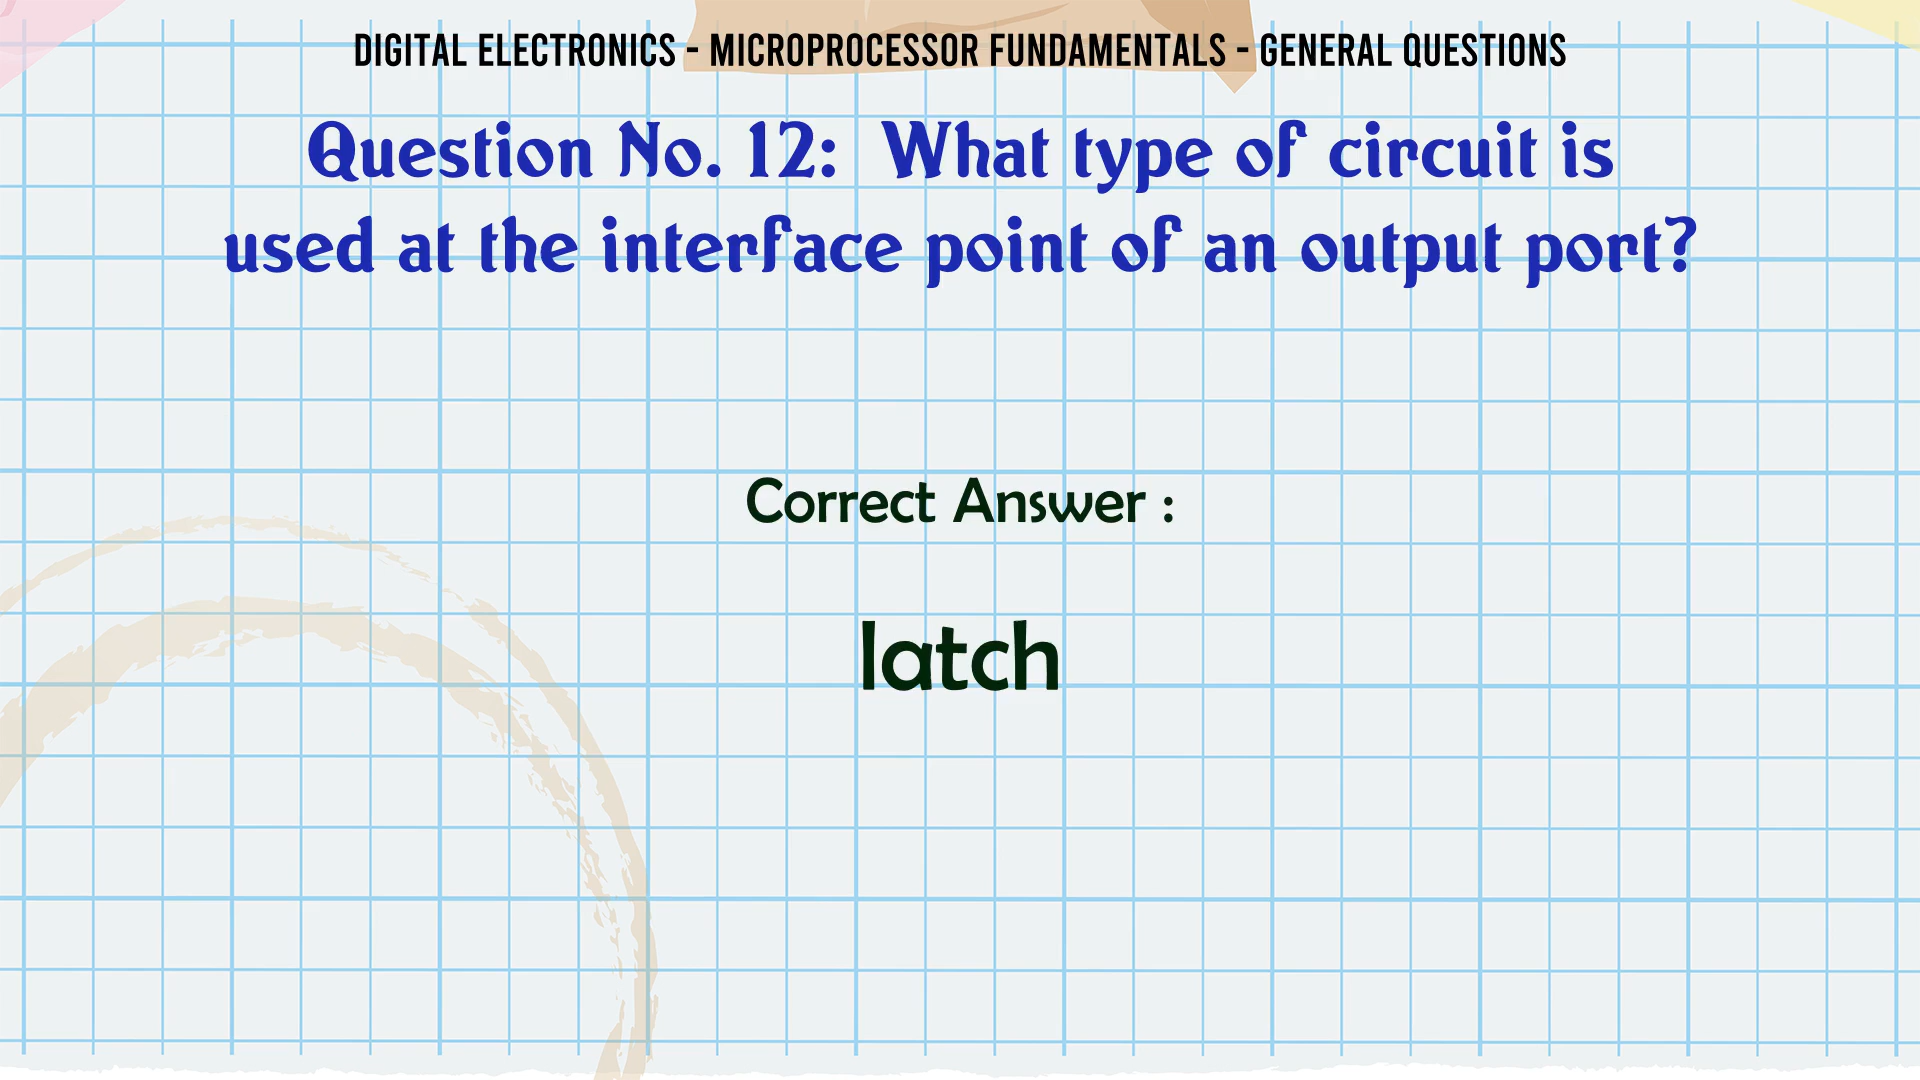 DIGITAL ELECTRONICS - MICROPROCESSOR FUNDAMENTALS - GENERAL QUESTIONS
Question No. 12:  What type of circuit is
used at the interface point of an output port?
Correct Answer :
latch